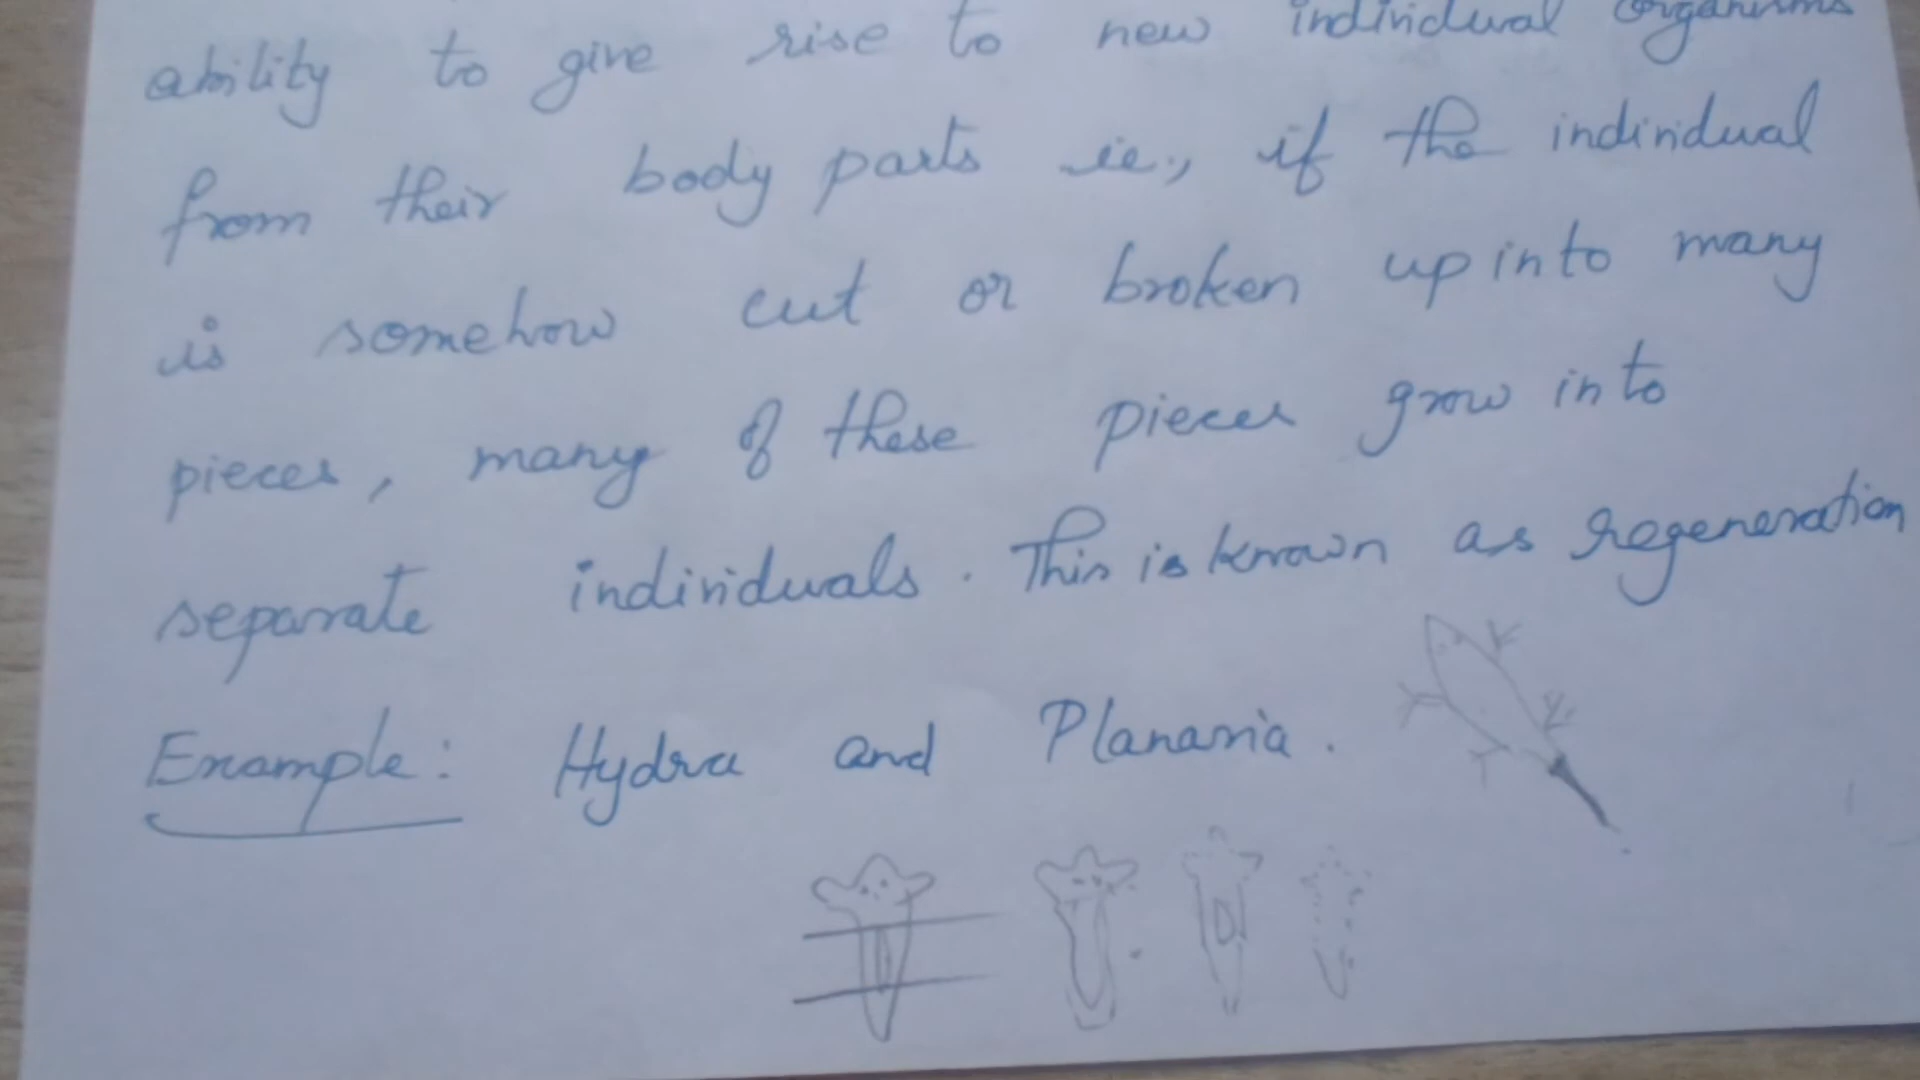 ability to give rise to new individual organisms
from their body parts ie., if the individual
is somehow cut or broken up into many
pieces, many of these pieces grow into
separate individuals. This is known as regeneration
Example: Hydra and Planaria.